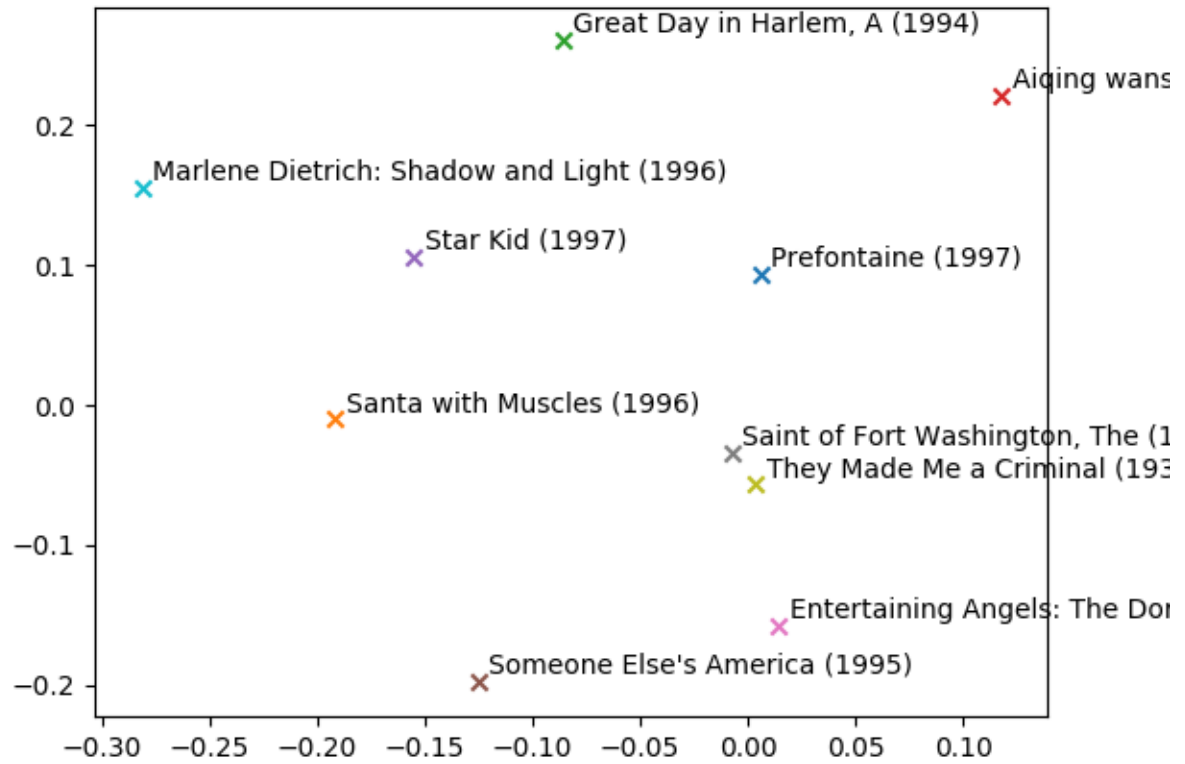 Great Day in Harlem, A (1994)
Aiqing wans
0.2
Marlene Dietrich: Shadow and Light (1996)
Star Kid (1997)
0.1
Prefontaine (1997)
0.0
Santa with Muscles (1996)
Saint of Fort Washington, The (1
They Made Me a Criminal (193
−0.1
Entertaining Angels: The Dor
Someone Else's America (1995)
−0.2
−0.30 −0.25 −0.20 −0.15 −0.10 −0.05 0.00 0.05 0.10